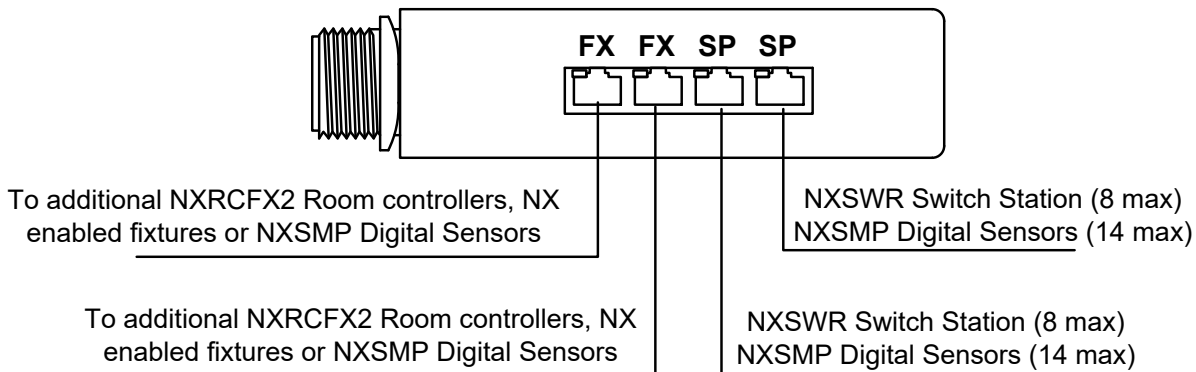 FX FX SP SP
To additional NXRCFX2 Room controllers, NX
enabled fixtures or NXSMP Digital Sensors
NXSWR Switch Station (8 max)
NXSMP Digital Sensors (14 max)
To additional NXRCFX2 Room controllers, NX
enabled fixtures or NXSMP Digital Sensors
NXSWR Switch Station (8 max)
NXSMP Digital Sensors (14 max)